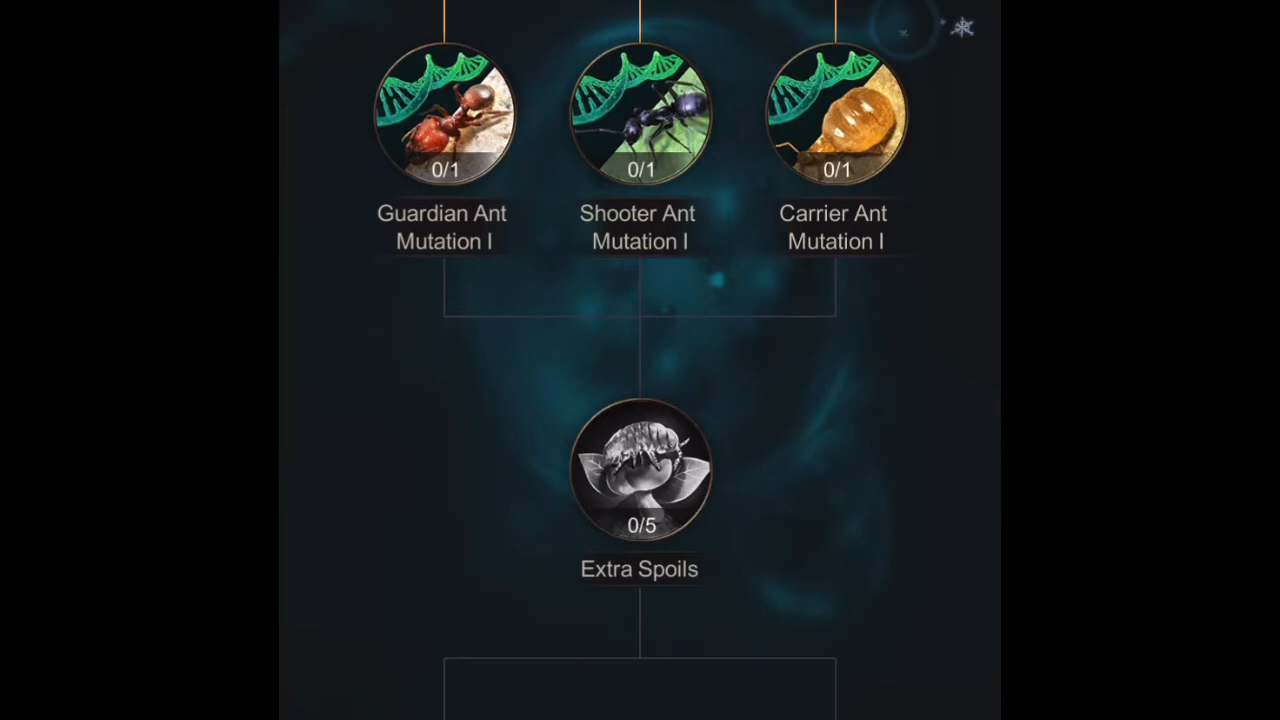 0/1 0/1 0/1
Guardian Ant Shooter Ant Carrier Ant
Mutation I Mutation I Mutation I
0/5
Extra Spoils